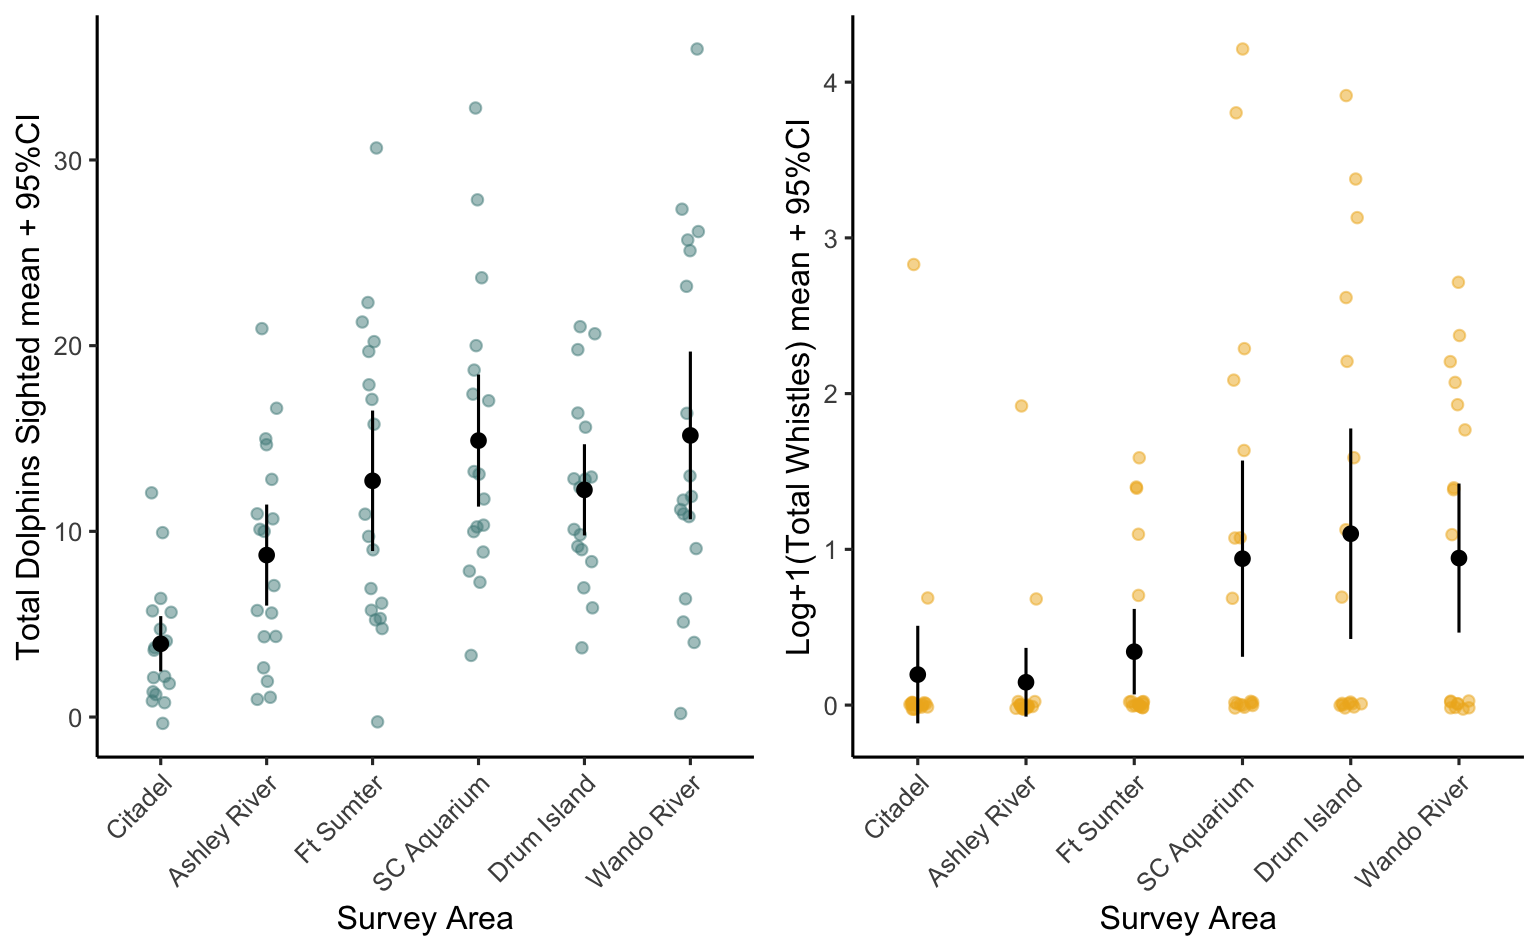 Total Dolphins Sighted mean + 95%CI
30
20
10
0
Citadel
Ashley River
Ft Sumter
SC Aquarium
Drum Island
Wando River
Survey Area
Log+1(Total Whistles) mean + 95%CI
4
3
2
1
0
Citadel
Ashley River
Ft Sumter
SC Aquarium
Drum Island
Wando River
Survey Area